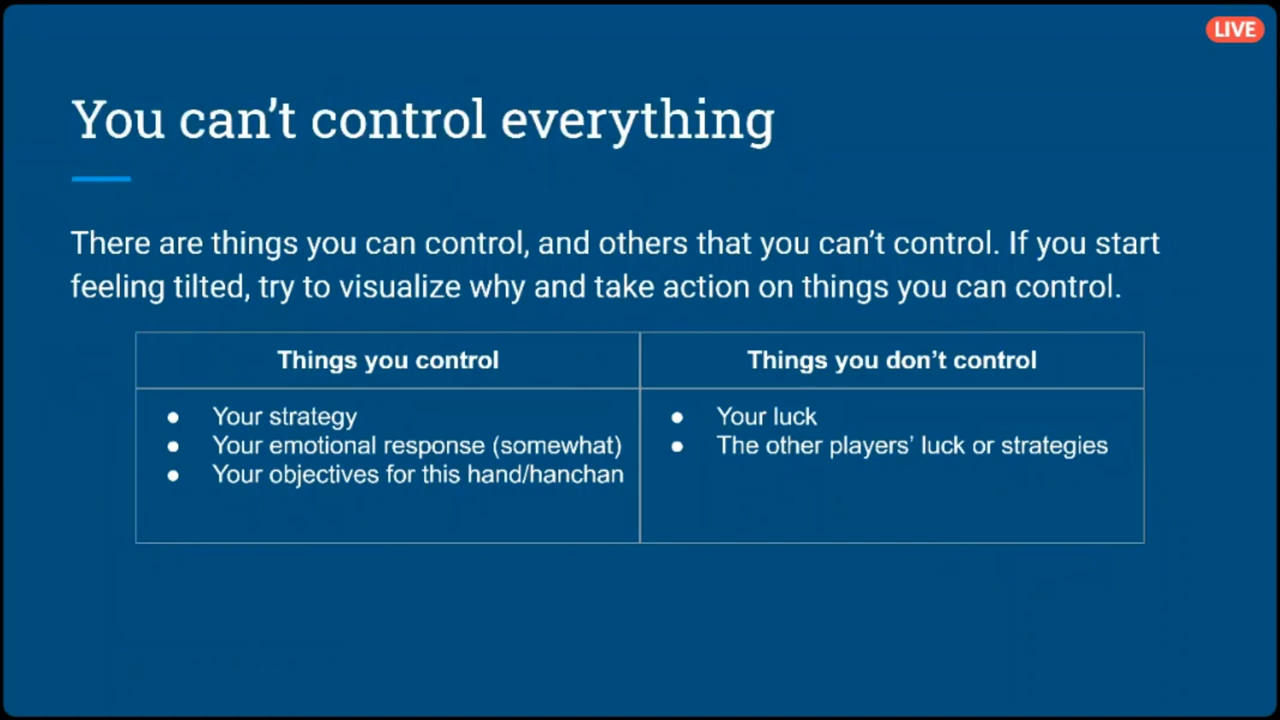 LIVE
You can’t control everything
There are things you can control, and others that you can’t control. If you start
feeling tilted, try to visualize why and take action on things you can control.
Things you control
Things you don’t control
● Your strategy
● Your emotional response (somewhat)
● Your objectives for this hand/hanchan
● Your luck
● The other players’ luck or strategies